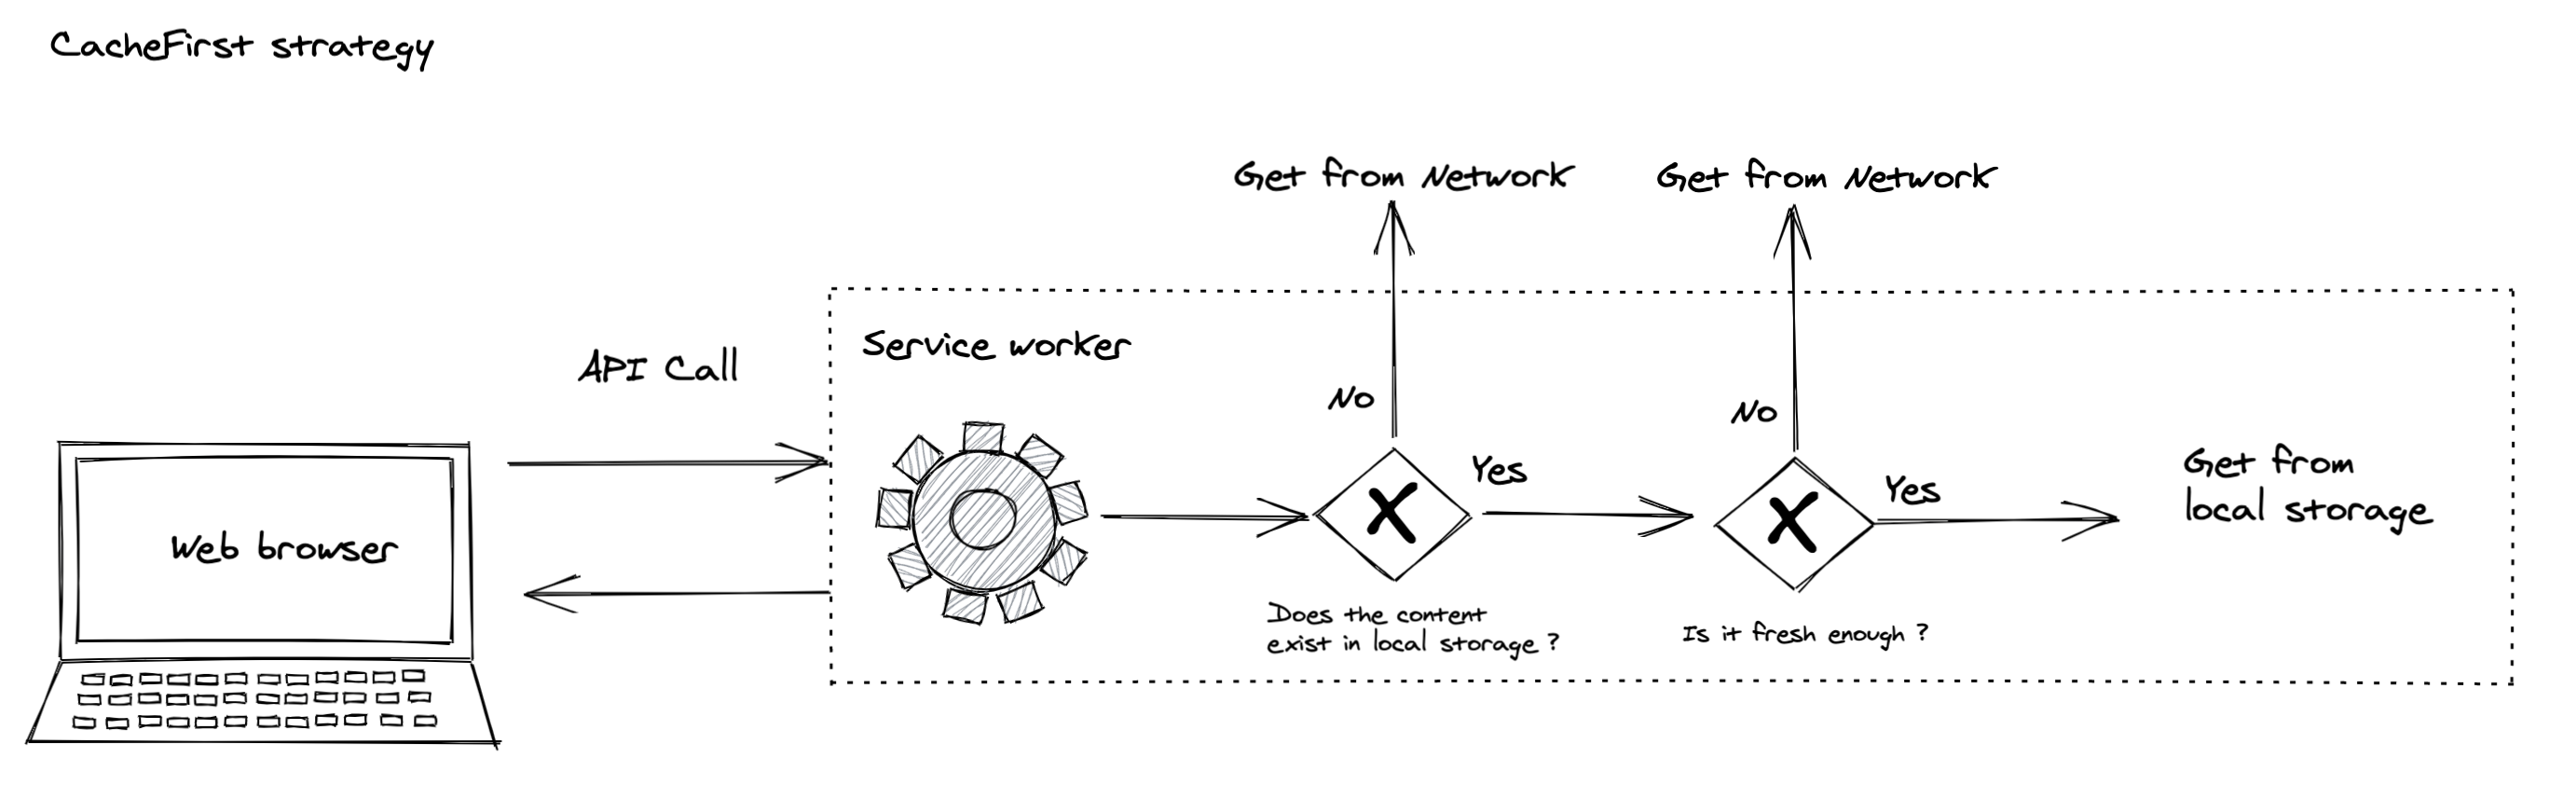 CacheFirst strategy
Get from Network
Get from Network
Service worker
API Call
No
No
Yes
Yes
Get from
local storage
Web browser
Does the content
exist in local storage ?
Is it fresh enough ?